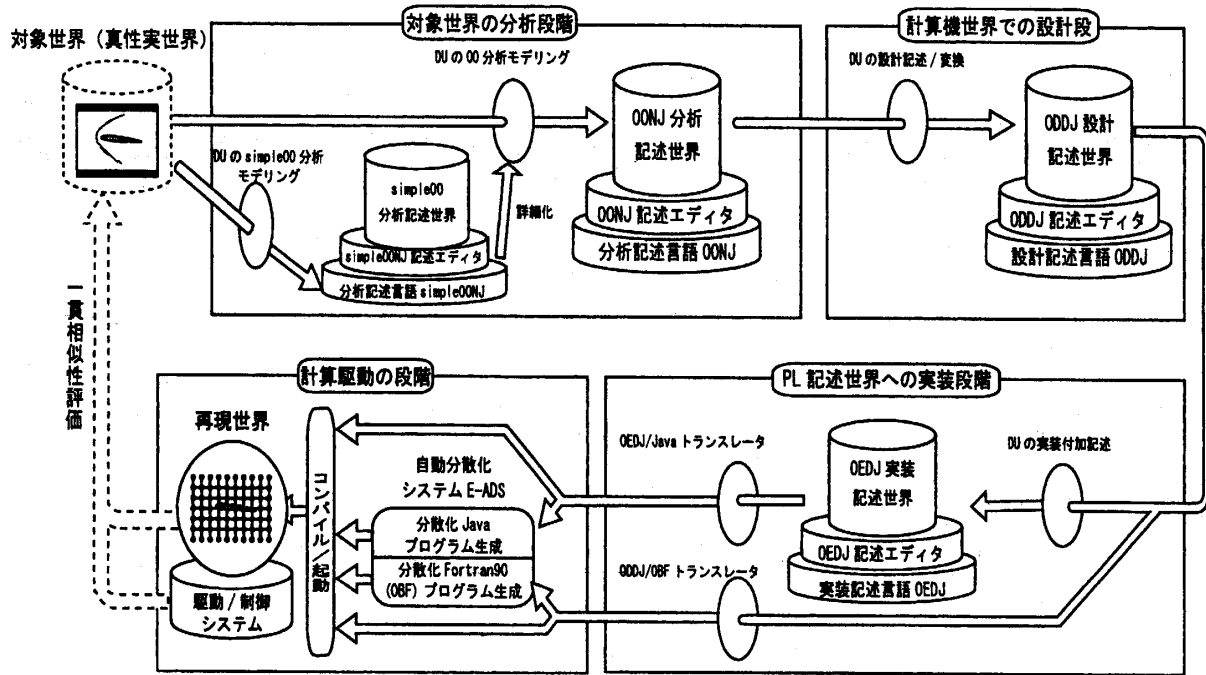 対象世界（真性実世界）
対象世界の分析段階
DUのOO分析モデリング
DUのsimpleOO分析
モデリング
simpleOO
分析記述世界
simpleOONJ記述エディタ
分析記述言語simpleOONJ
詳細化
OONJ分析
記述世界
OONJ記述エディタ
分析記述言語OONJ
計算機世界での設計段
DUの設計記述/変換
ODDJ設計
記述世界
ODDJ記述エディタ
設計記述言語ODDJ
一貫相似性評価
計算駆動の段階
再現世界
駆動/制御
システム
コンパイル/起動
自動分散化
システムE-ADS
分散化Java
プログラム生成
分散化Fortran90
(OBF)プログラム生成
PL記述世界への実装段階
OEDJ/Javaトランスレータ
ODDJ/OBFトランスレータ
OEDJ実装
記述世界
OEDJ記述エディタ
実装記述言語OEDJ
DUの実装付加記述